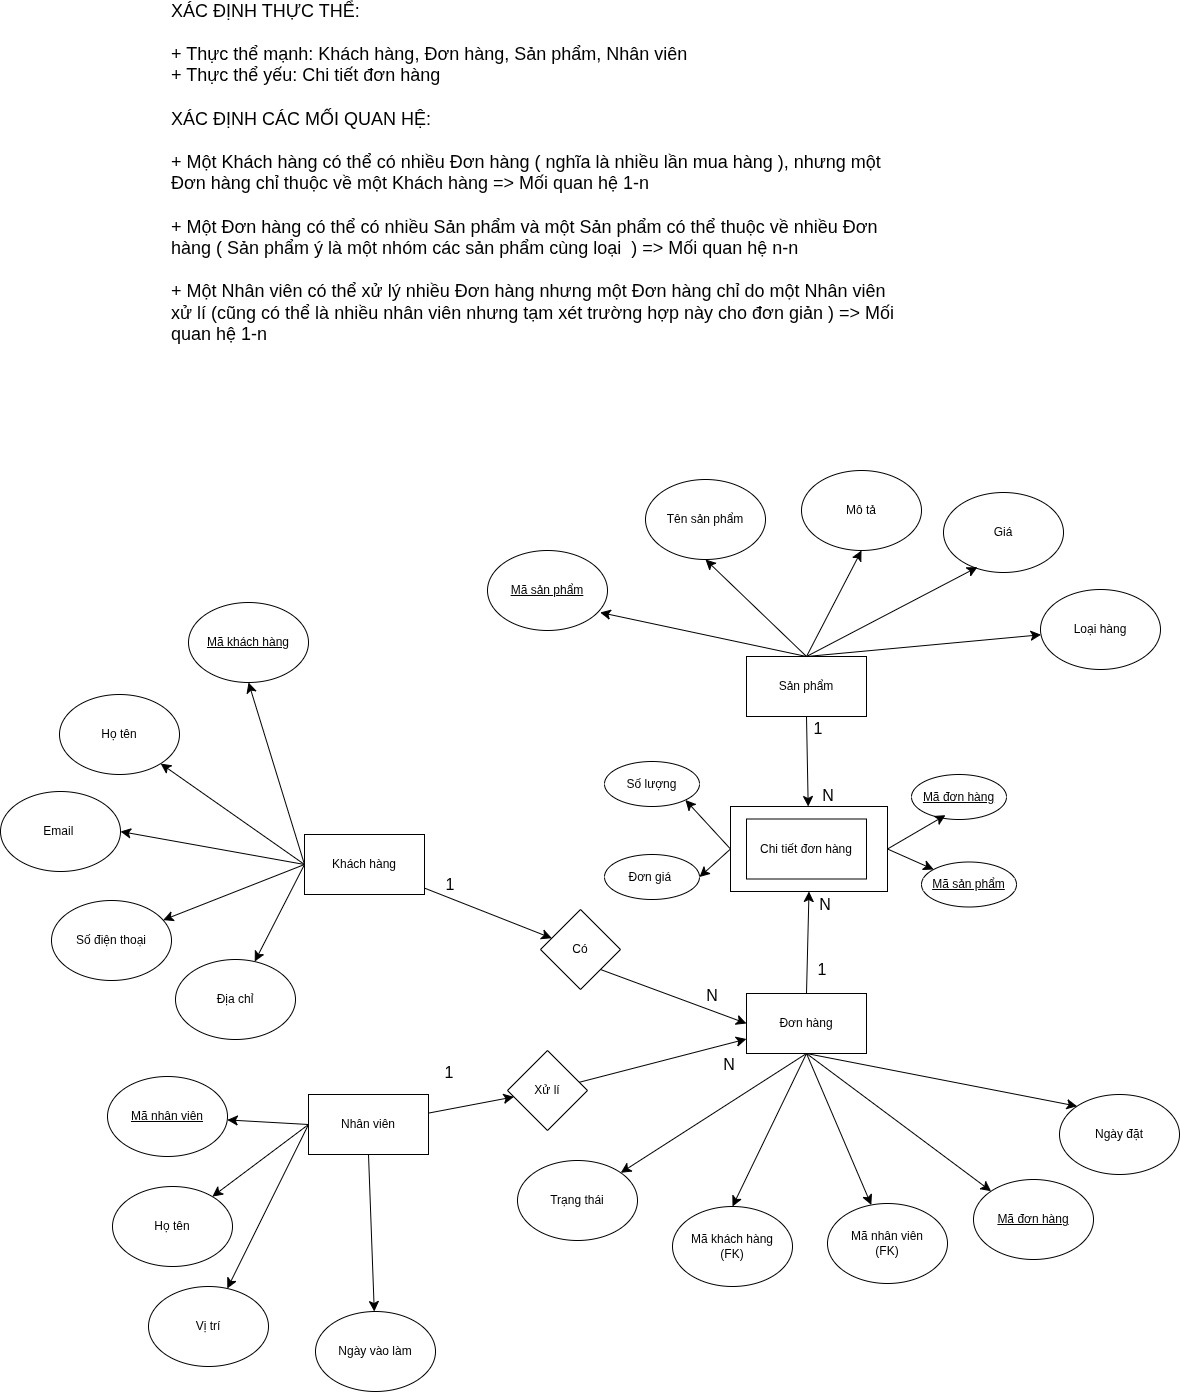 XÁC ĐỊNH THỰC THỂ:
+ Thực thể mạnh: Khách hàng, Đơn hàng, Sản phẩm, Nhân viên
+ Thực thể yếu: Chi tiết đơn hàng
XÁC ĐỊNH CÁC MỐI QUAN HỆ:
+ Một Khách hàng có thể có nhiều Đơn hàng ( nghĩa là nhiều lần mua hàng ), nhưng một
Đơn hàng chỉ thuộc về một Khách hàng => Mối quan hệ 1-n
+ Một Đơn hàng có thể có nhiều Sản phẩm và một Sản phẩm có thể thuộc về nhiều Đơn
hàng ( Sản phẩm ý là một nhóm các sản phẩm cùng loại  ) => Mối quan hệ n-n
+ Một Nhân viên có thể xử lý nhiều Đơn hàng nhưng một Đơn hàng chỉ do một Nhân viên
xử lí (cũng có thể là nhiều nhân viên nhưng tạm xét trường hợp này cho đơn giản ) => Mối
quan hệ 1-n
Mô tả
Tên sản phẩm
Giá
Mã sản phẩm
Loại hàng
Mã khách hàng
Sản phẩm
1
Họ tên
Số lượng
N
Mã đơn hàng
Email
Chi tiết đơn hàng
Khách hàng
Đơn giá
Mã sản phẩm
1
N
Số điện thoại
Có
1
Địa chỉ
N
Đơn hàng
1
N
Xử lí
Mã nhân viên
Nhân viên
Ngày đặt
Trạng thái
Mã đơn hàng
Họ tên
Mã khách hàng
(FK)
Mã nhân viên
(FK)
Vị trí
Ngày vào làm